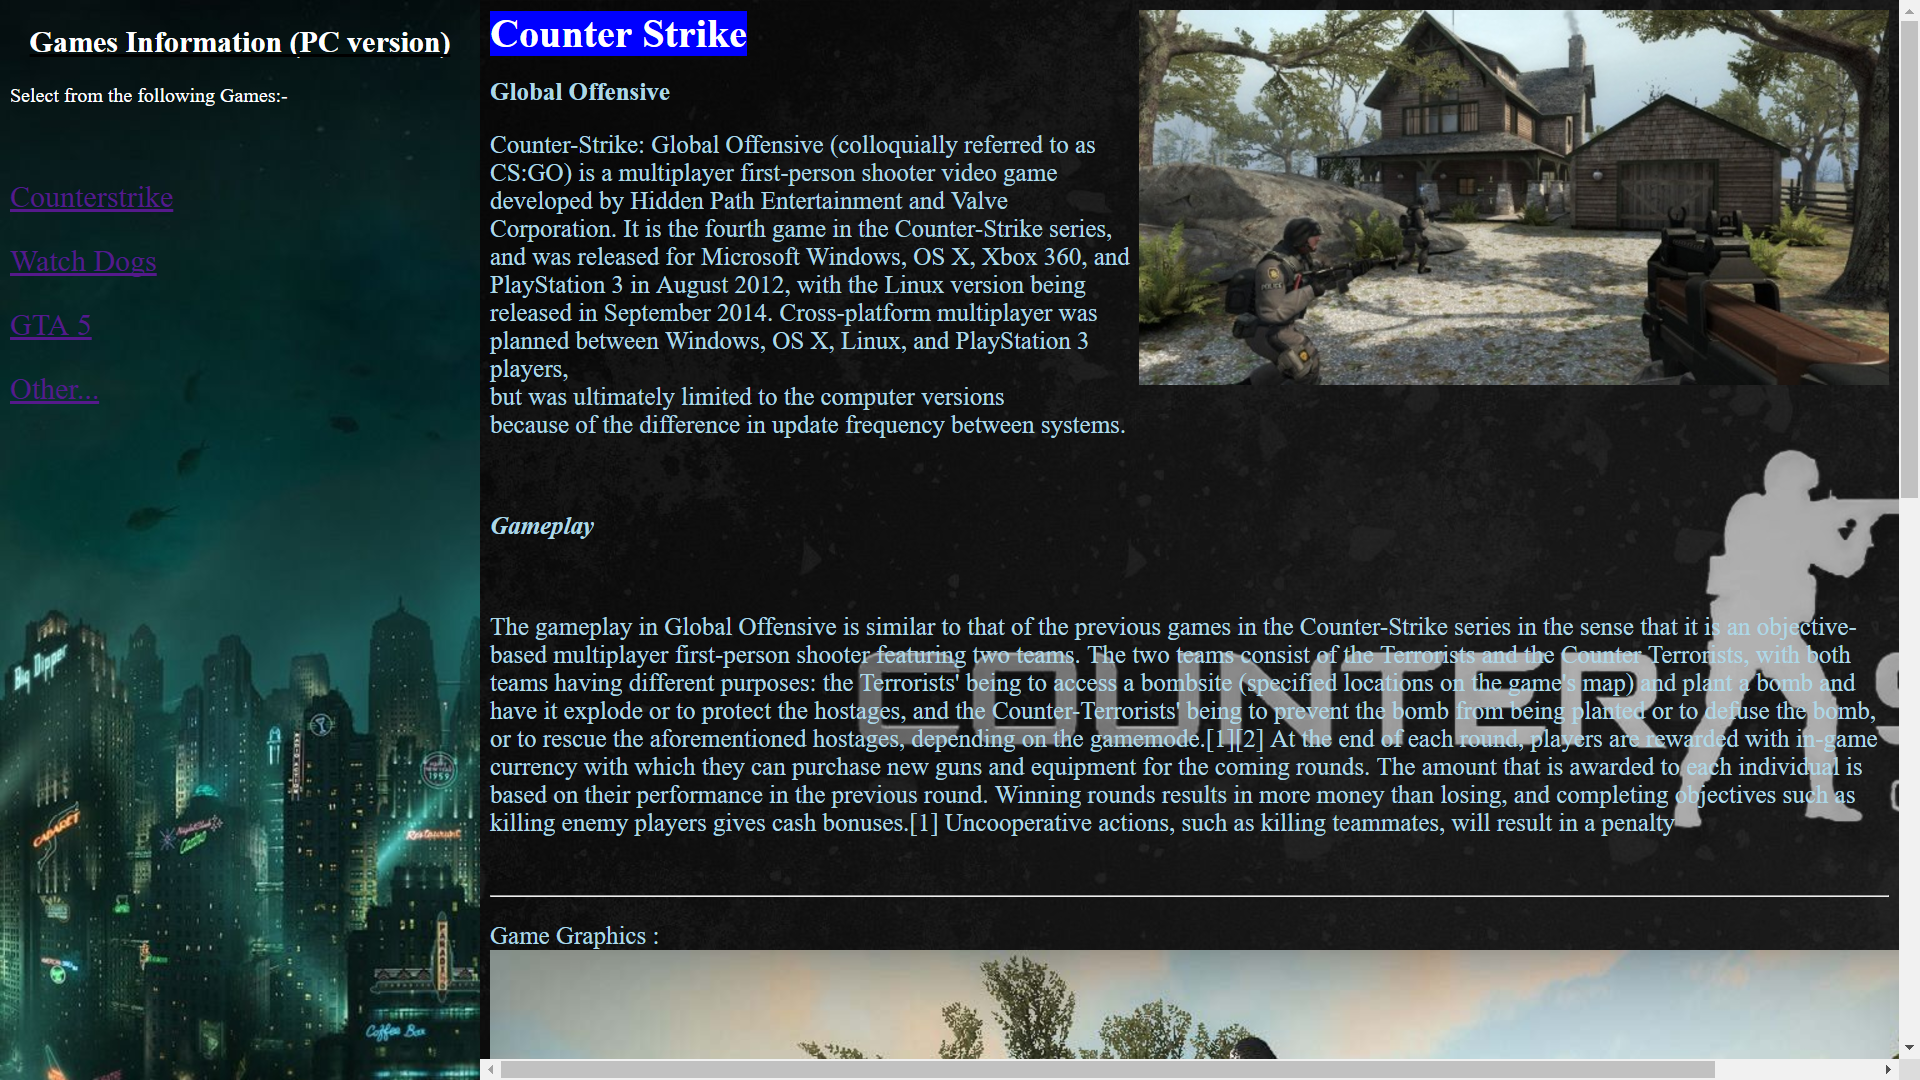 Games Information (PC version)
Select from the following Games:-
Counterstrike
Watch Dogs
GTA 5
Other...
Big Dipper
CABARET
Casino
Restaurant
1959
PARADISE
Coffee Bar
Counter Strike
Global Offensive
Counter-Strike: Global Offensive (colloquially referred to as
CS:GO) is a multiplayer first-person shooter video game
developed by Hidden Path Entertainment and Valve
Corporation. It is the fourth game in the Counter-Strike series,
and was released for Microsoft Windows, OS X, Xbox 360, and
PlayStation 3 in August 2012, with the Linux version being
released in September 2014. Cross-platform multiplayer was
planned between Windows, OS X, Linux, and PlayStation 3
players,
but was ultimately limited to the computer versions
because of the difference in update frequency between systems.
POLICE
Gameplay
The gameplay in Global Offensive is similar to that of the previous games in the Counter-Strike series in the sense that it is an objective-
based multiplayer first-person shooter featuring two teams. The two teams consist of the Terrorists and the Counter Terrorists, with both
teams having different purposes: the Terrorists' being to access a bombsite (specified locations on the game's map) and plant a bomb and
have it explode or to protect the hostages, and the Counter-Terrorists' being to prevent the bomb from being planted or to defuse the bomb,
or to rescue the aforementioned hostages, depending on the gamemode.[1][2] At the end of each round, players are rewarded with in-game
currency with which they can purchase new guns and equipment for the coming rounds. The amount that is awarded to each individual is
based on their performance in the previous round. Winning rounds results in more money than losing, and completing objectives such as
killing enemy players gives cash bonuses.[1] Uncooperative actions, such as killing teammates, will result in a penalty
COUNTER
Game Graphics :